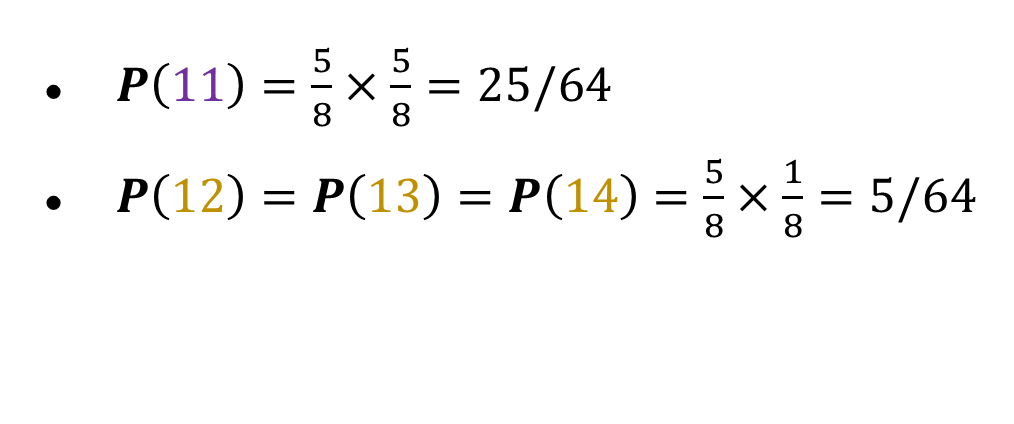 • P(11) = 5/8 × 5/8 = 25/64
• P(12) = P(13) = P(14) = 5/8 × 1/8 = 5/64